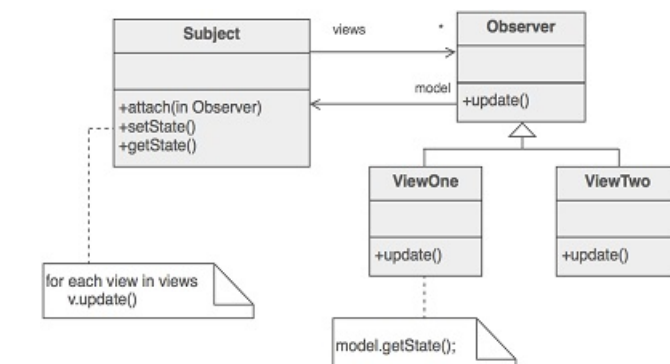 Subject
+attach(in Observer)
+setState()
+getState()
views
*
model
Observer
+update()
ViewOne
+update()
ViewTwo
+update()
for each view in views
v.update()
model.getState();